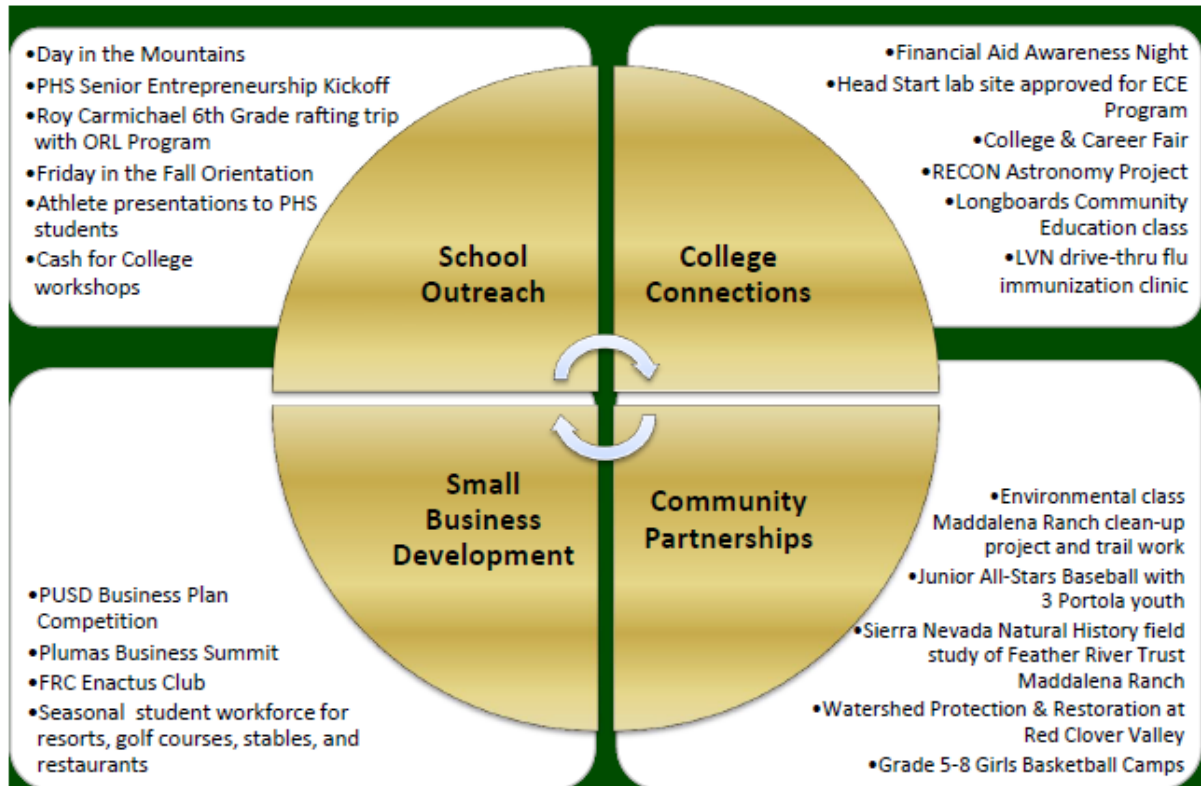 •Day in the Mountains
•PHS Senior Entrepreneurship Kickoff
•Roy Carmichael 6th Grade rafting trip
with ORL Program
•Friday in the Fall Orientation
•Athlete presentations to PHS
students
•Cash for College
workshops
School
Outreach
•Financial Aid Awareness Night
•Head Start lab site approved for ECE
Program
•College & Career Fair
•RECON Astronomy Project
•Longboards Community
Education class
•LVN drive-thru flu
immunization clinic
College
Connections
Small
Business
Development
•PUSD Business Plan
Competition
•Plumas Business Summit
•FRC Enactus Club
•Seasonal student workforce for
resorts, golf courses, stables, and
restaurants
Community
Partnerships
•Environmental class
Maddalena Ranch clean-up
project and trail work
•Junior All-Stars Baseball with
3 Portola youth
•Sierra Nevada Natural History field
study of Feather River Trust
Maddalena Ranch
•Watershed Protection & Restoration at
Red Clover Valley
•Grade 5-8 Girls Basketball Camps